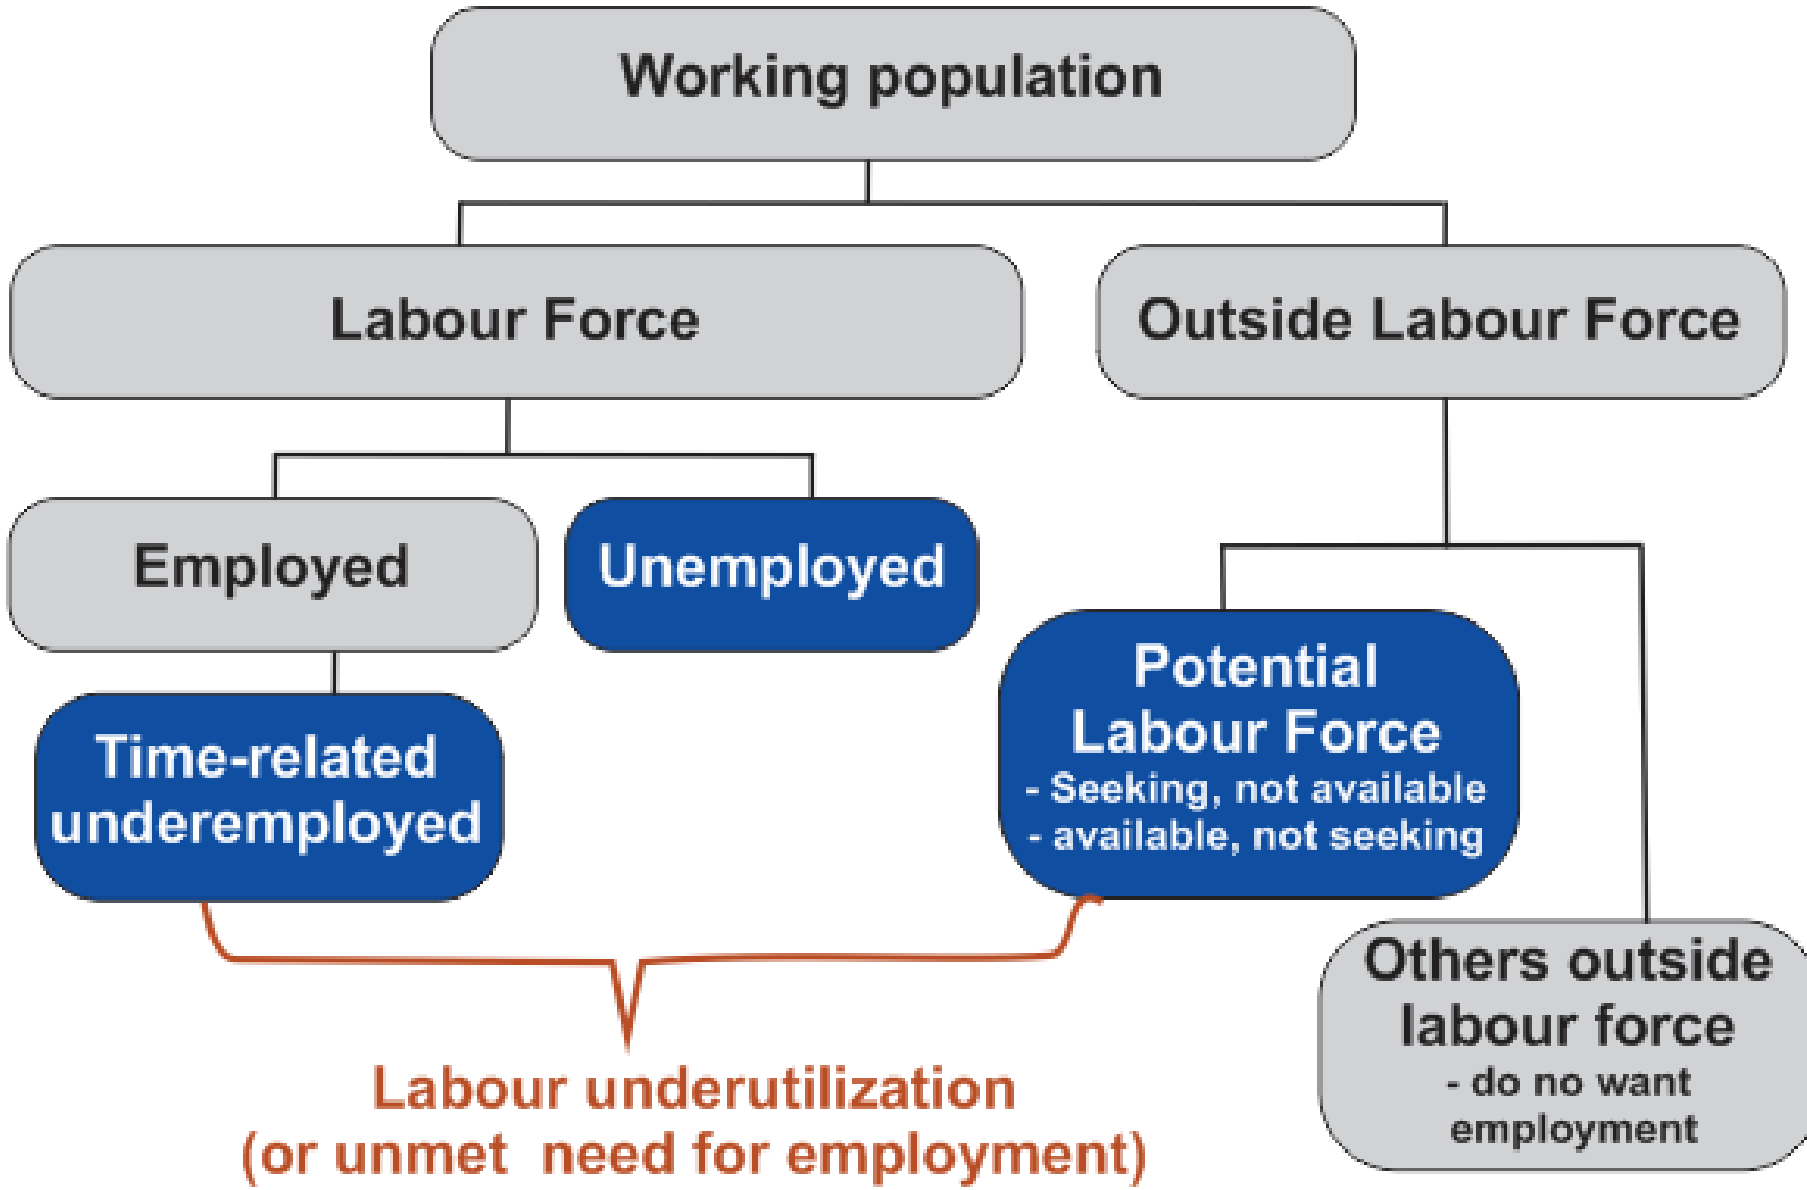 Working population
Labour Force
Outside Labour Force
Employed
Unemployed
Time-related
underemployed
Potential
Labour Force
- Seeking, not available
- available, not seeking
Others outside
labour force
- do no want
employment
Labour underutilization
(or unmet need for employment)